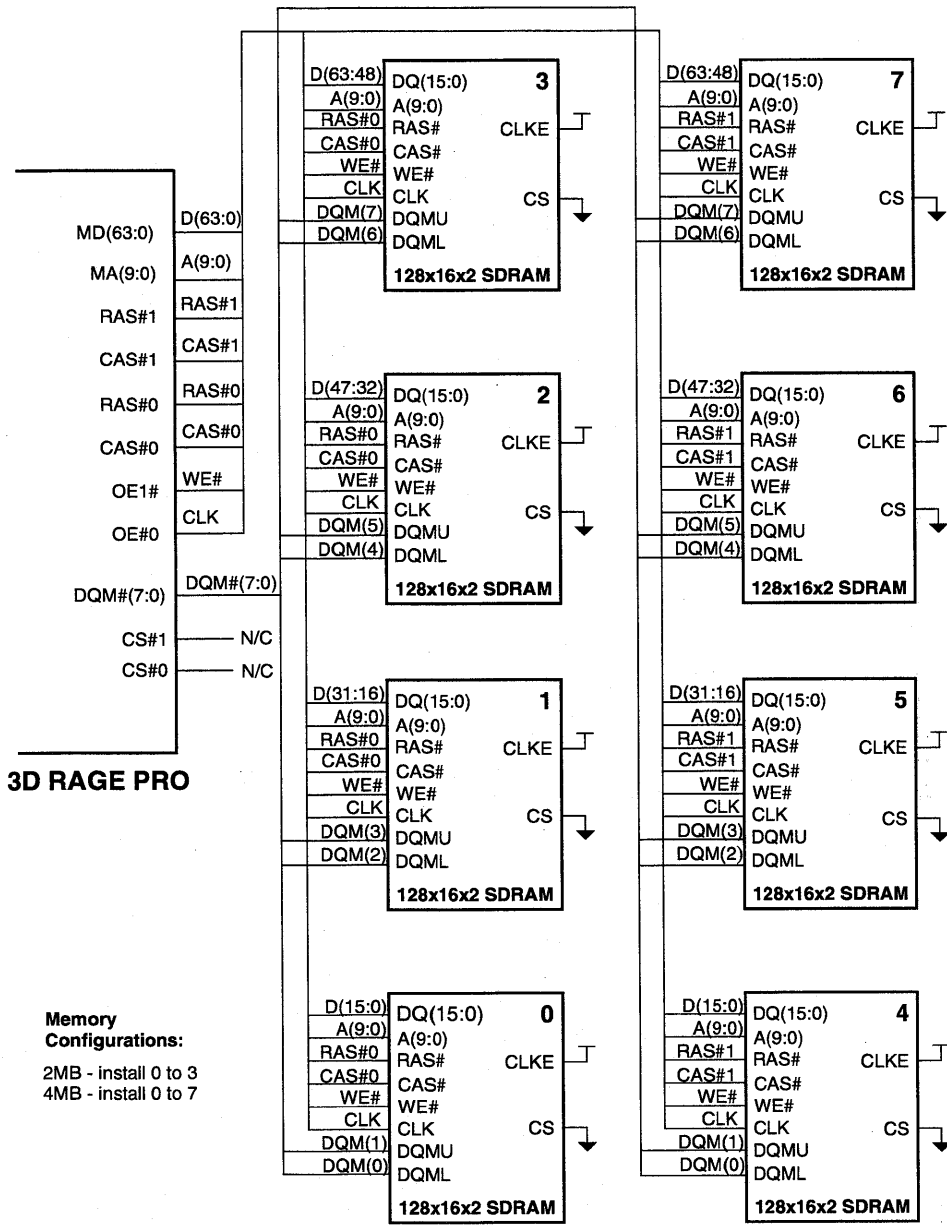 MD(63:0)
MA(9:0)
RAS#1
CAS#1
RAS#0
CAS#0
OE1#
OE#0
DQM#(7:0)
CS#1
CS#0
D(63:0)
A(9:0)
RAS#1
CAS#1
RAS#0
CAS#0
WE#
CLK
DQM#(7:0)
N/C
N/C
3D RAGE PRO
D(63:48)
A(9:0)
RAS#0
CAS#0
WE#
CLK
DQM(7)
DQM(6)
DQ(15:0) 3
A(9:0)
RAS# CLKE
CAS#
WE#
CLK CS
DQMU
DQML
128x16x2 SDRAM
D(63:48)
A(9:0)
RAS#1
CAS#1
WE#
CLK
DQM(7)
DQM(6)
DQ(15:0) 7
A(9:0)
RAS# CLKE
CAS#
WE#
CLK CS
DQMU
DQML
128x16x2 SDRAM
D(47:32)
A(9:0)
RAS#0
CAS#0
WE#
CLK
DQM(5)
DQM(4)
DQ(15:0) 2
A(9:0)
RAS# CLKE
CAS#
WE#
CLK CS
DQMU
DQML
128x16x2 SDRAM
D(47:32)
A(9:0)
RAS#1
CAS#1
WE#
CLK
DQM(5)
DQM(4)
DQ(15:0) 6
A(9:0)
RAS# CLKE
CAS#
WE#
CLK CS
DQMU
DQML
128x16x2 SDRAM
D(31:16)
A(9:0)
RAS#0
CAS#0
WE#
CLK
DQM(3)
DQM(2)
DQ(15:0) 1
A(9:0)
RAS# CLKE
CAS#
WE#
CLK CS
DQMU
DQML
128x16x2 SDRAM
D(31:16)
A(9:0)
RAS#1
CAS#1
WE#
CLK
DQM(3)
DQM(2)
DQ(15:0) 5
A(9:0)
RAS# CLKE
CAS#
WE#
CLK CS
DQMU
DQML
128x16x2 SDRAM
D(15:0)
A(9:0)
RAS#0
CAS#0
WE#
CLK
DQM(1)
DQM(0)
DQ(15:0) 0
A(9:0)
RAS# CLKE
CAS#
WE#
CLK CS
DQMU
DQML
128x16x2 SDRAM
D(15:0)
A(9:0)
RAS#1
CAS#1
WE#
CLK
DQM(1)
DQM(0)
DQ(15:0) 4
A(9:0)
RAS# CLKE
CAS#
WE#
CLK CS
DQMU
DQML
128x16x2 SDRAM
Memory
Configurations:
2MB - install 0 to 3
4MB - install 0 to 7